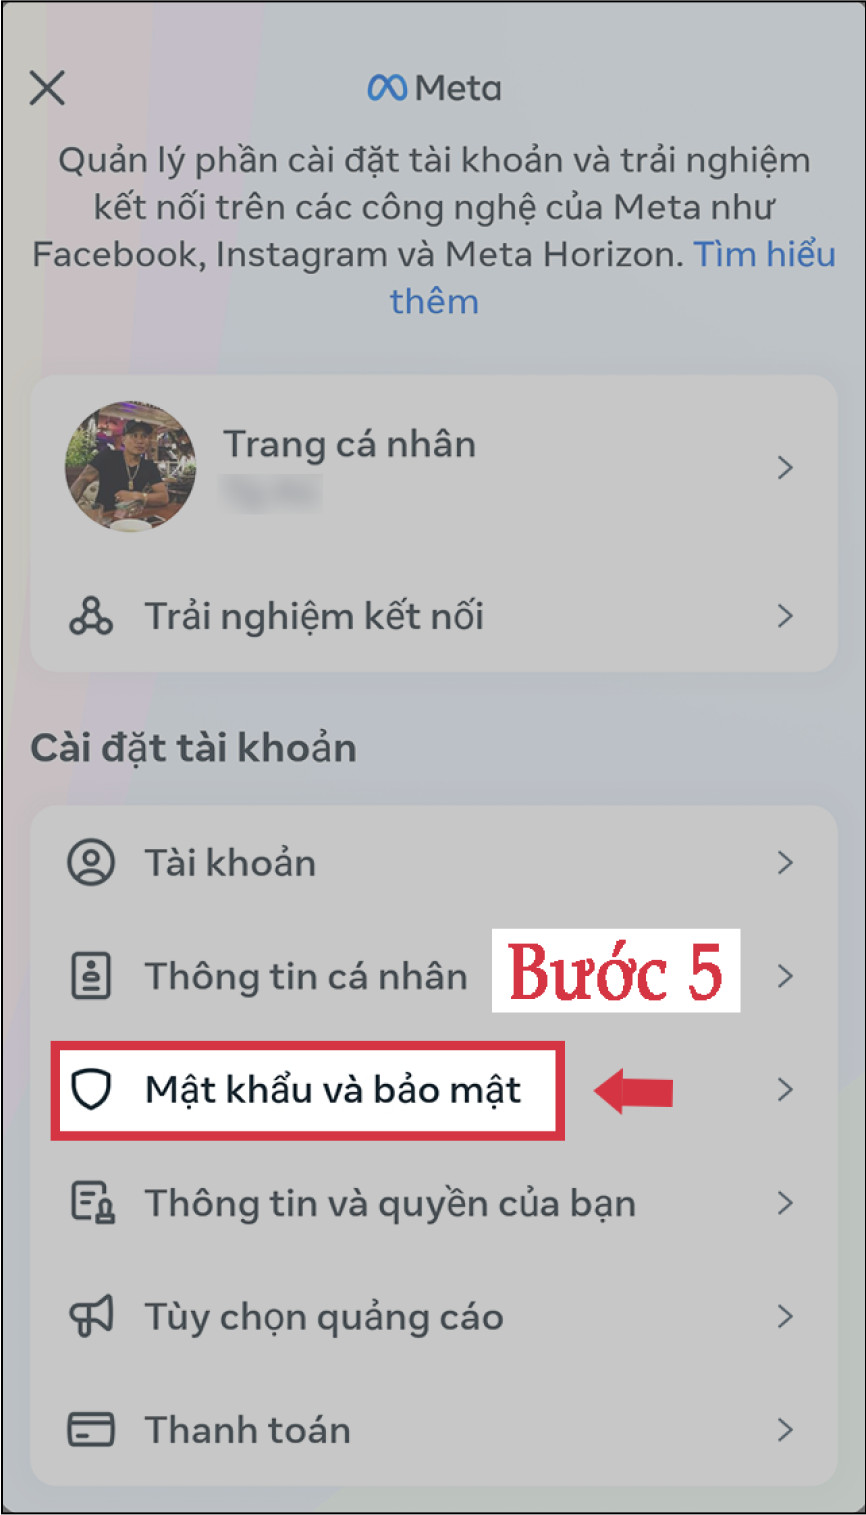 Meta
Quản lý phần cài đặt tài khoản và trải nghiệm
kết nối trên các công nghệ của Meta như
Facebook, Instagram và Meta Horizon. Tìm hiểu
thêm
Trang cá nhân
Trải nghiệm kết nối
Cài đặt tài khoản
Tài khoản
Thông tin cá nhân
Bước 5
Mật khẩu và bảo mật
Thông tin và quyền của bạn
Tùy chọn quảng cáo
Thanh toán